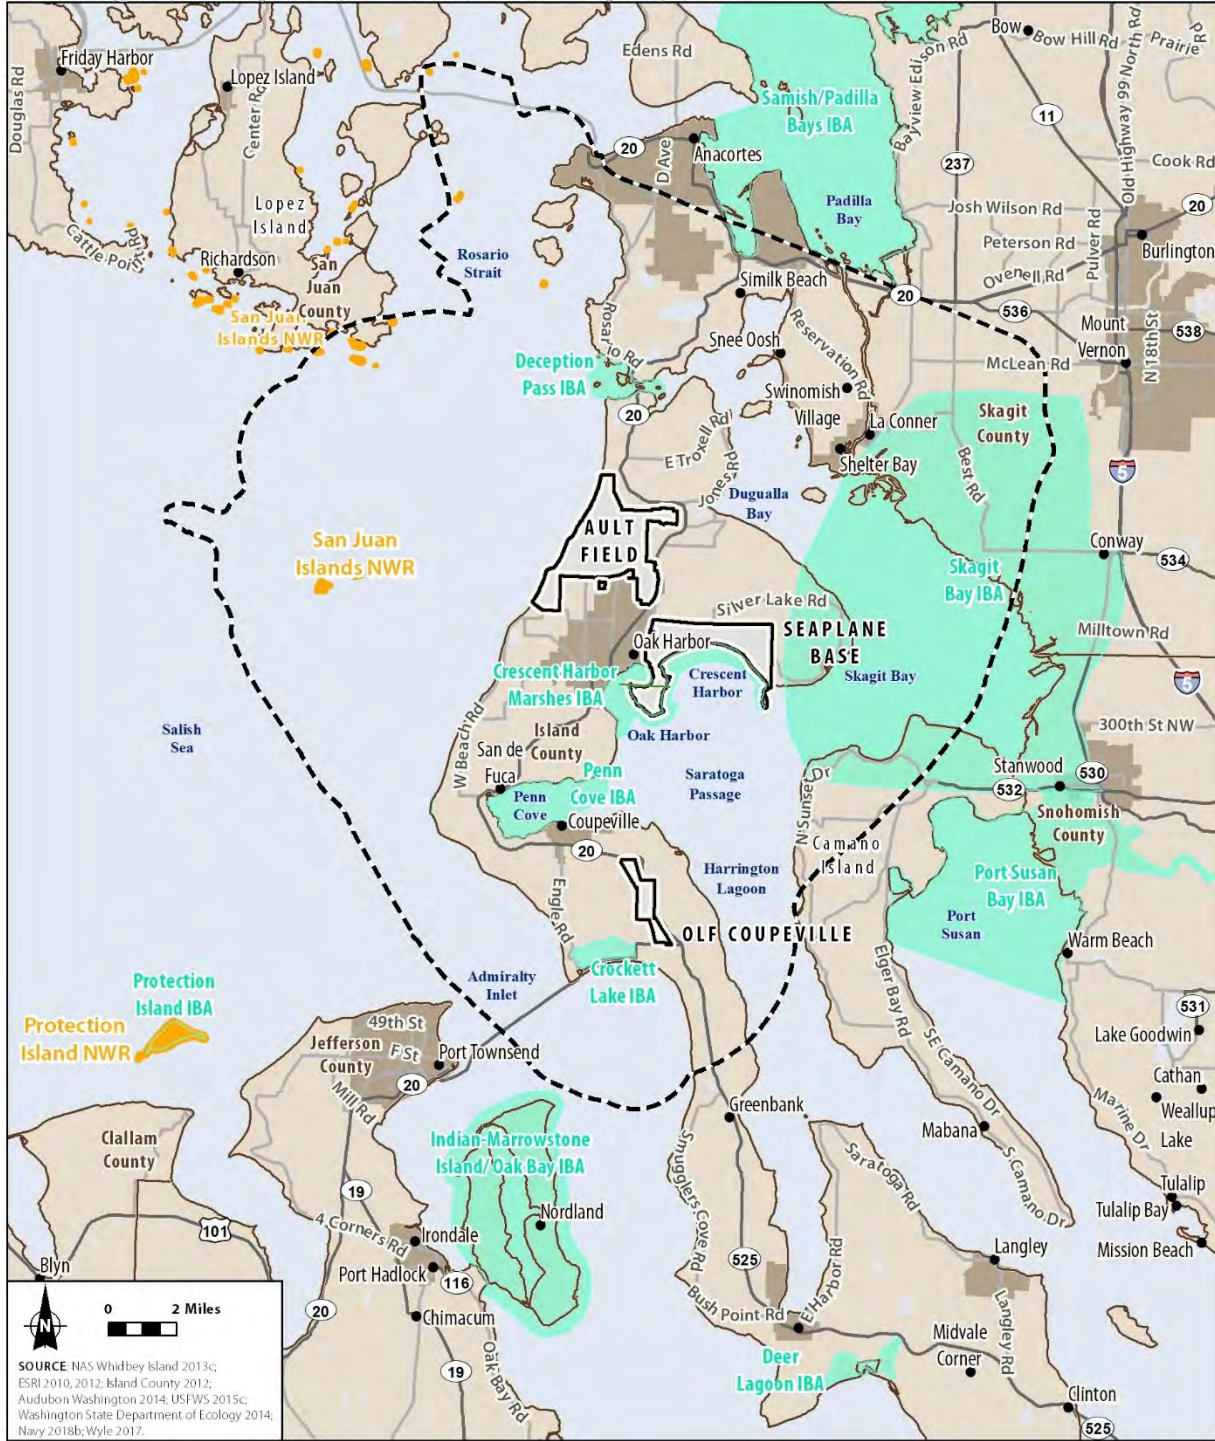 Edens Rd
Bow
Bow Hill Rd
Prairie Rd
Friday Harbor
Lopez Island
Douglas Rd
Center Rd
Samish/Padilla
Bays IBA
Bayview Edison Rd
Old Highway 99 North Rd
11
20
D Ave
Anacortes
237
Cook Rd
Lopez
Island
Padilla
Bay
Josh Wilson Rd
20
Cattle Point Rd
Rosario
Strait
Peterson Rd
Pulver Rd
Burlington
Richardson
San
Juan
County
Similk Beach
Ovenell Rd
20
536
San Juan
Islands NWR
Rosario Rd
Snee Oosh
Reservation Rd
Mount
Vernon
N 18th St
538
McLean Rd
Deception
Pass IBA
Swinomish
Village
20
La Conner
Skagit
County
E Troxell Rd
Shelter Bay
Best Rd
5
Jones Rd
Dugualla
Bay
AULT
FIELD
San Juan
Islands NWR
Conway
534
Skagit
Bay IBA
Silver Lake Rd
SEAPLANE
BASE
Milltown Rd
Oak Harbor
Crescent Harbor
Marshes IBA
Crescent
Harbor
Skagit Bay
5
W Beach Rd
Island
County
Oak Harbor
300th St NW
Salish
Sea
San de
Fuca
Penn
Cove IBA
Saratoga
Passage
N Sunset Dr
Stanwood
530
532
Penn
Cove
Coupeville
Snohomish
County
20
Camano
Island
Engle Rd
Harrington
Lagoon
Port Susan
Bay IBA
Port
Susan
OLF COUPEVILLE
Warm Beach
Crockett
Lake IBA
Admiralty
Inlet
Elger Bay Rd
Protection
Island IBA
Protection
Island NWR
531
49th St
F St
Jefferson
County
Port Townsend
Lake Goodwin
20
SE Camano Dr
Cathan
Mill Rd
Greenbank
Weallup
Lake
Marine Dr
Clallam
County
Indian-Marrowstone
Island/Oak Bay IBA
Mabana
Smugglers Cove Rd
Saratoga Rd
S Camano Dr
Tulalip
19
Nordland
Tulalip Bay
101
4 Corners Rd
Irondale
Mission Beach
Blyn
Port Hadlock
116
525
E Harbor Rd
Langley
Bush Point Rd
0 2 Miles
N
20
Chimacum
Langley Rd
Midvale
Corner
Oak Bay Rd
Deer
Lagoon IBA
19
Clinton
525
SOURCE: NAS Whidbey Island 2013c;
ESRI 2010, 2012; Island County 2012;
Audubon Washington 2014; USFWS 2015c;
Washington State Department of Ecology 2014;
Navy 2018b; Wyle 2017.